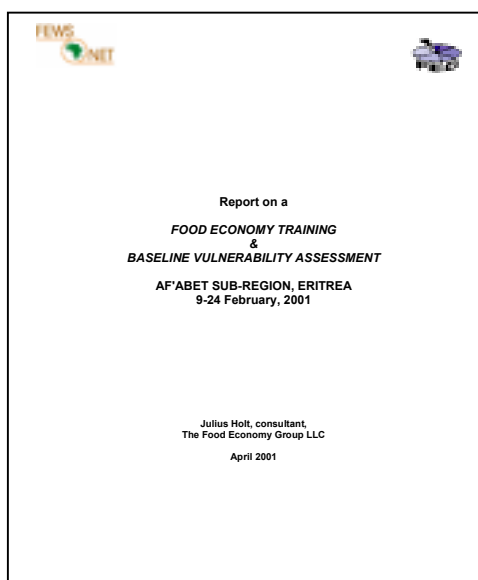 FEWS
NET
Report on a
FOOD ECONOMY TRAINING
&
BASELINE VULNERABILITY ASSESSMENT
AF'ABET SUB-REGION, ERITREA
9-24 February, 2001
Julius Holt, consultant,
The Food Economy Group LLC
April 2001